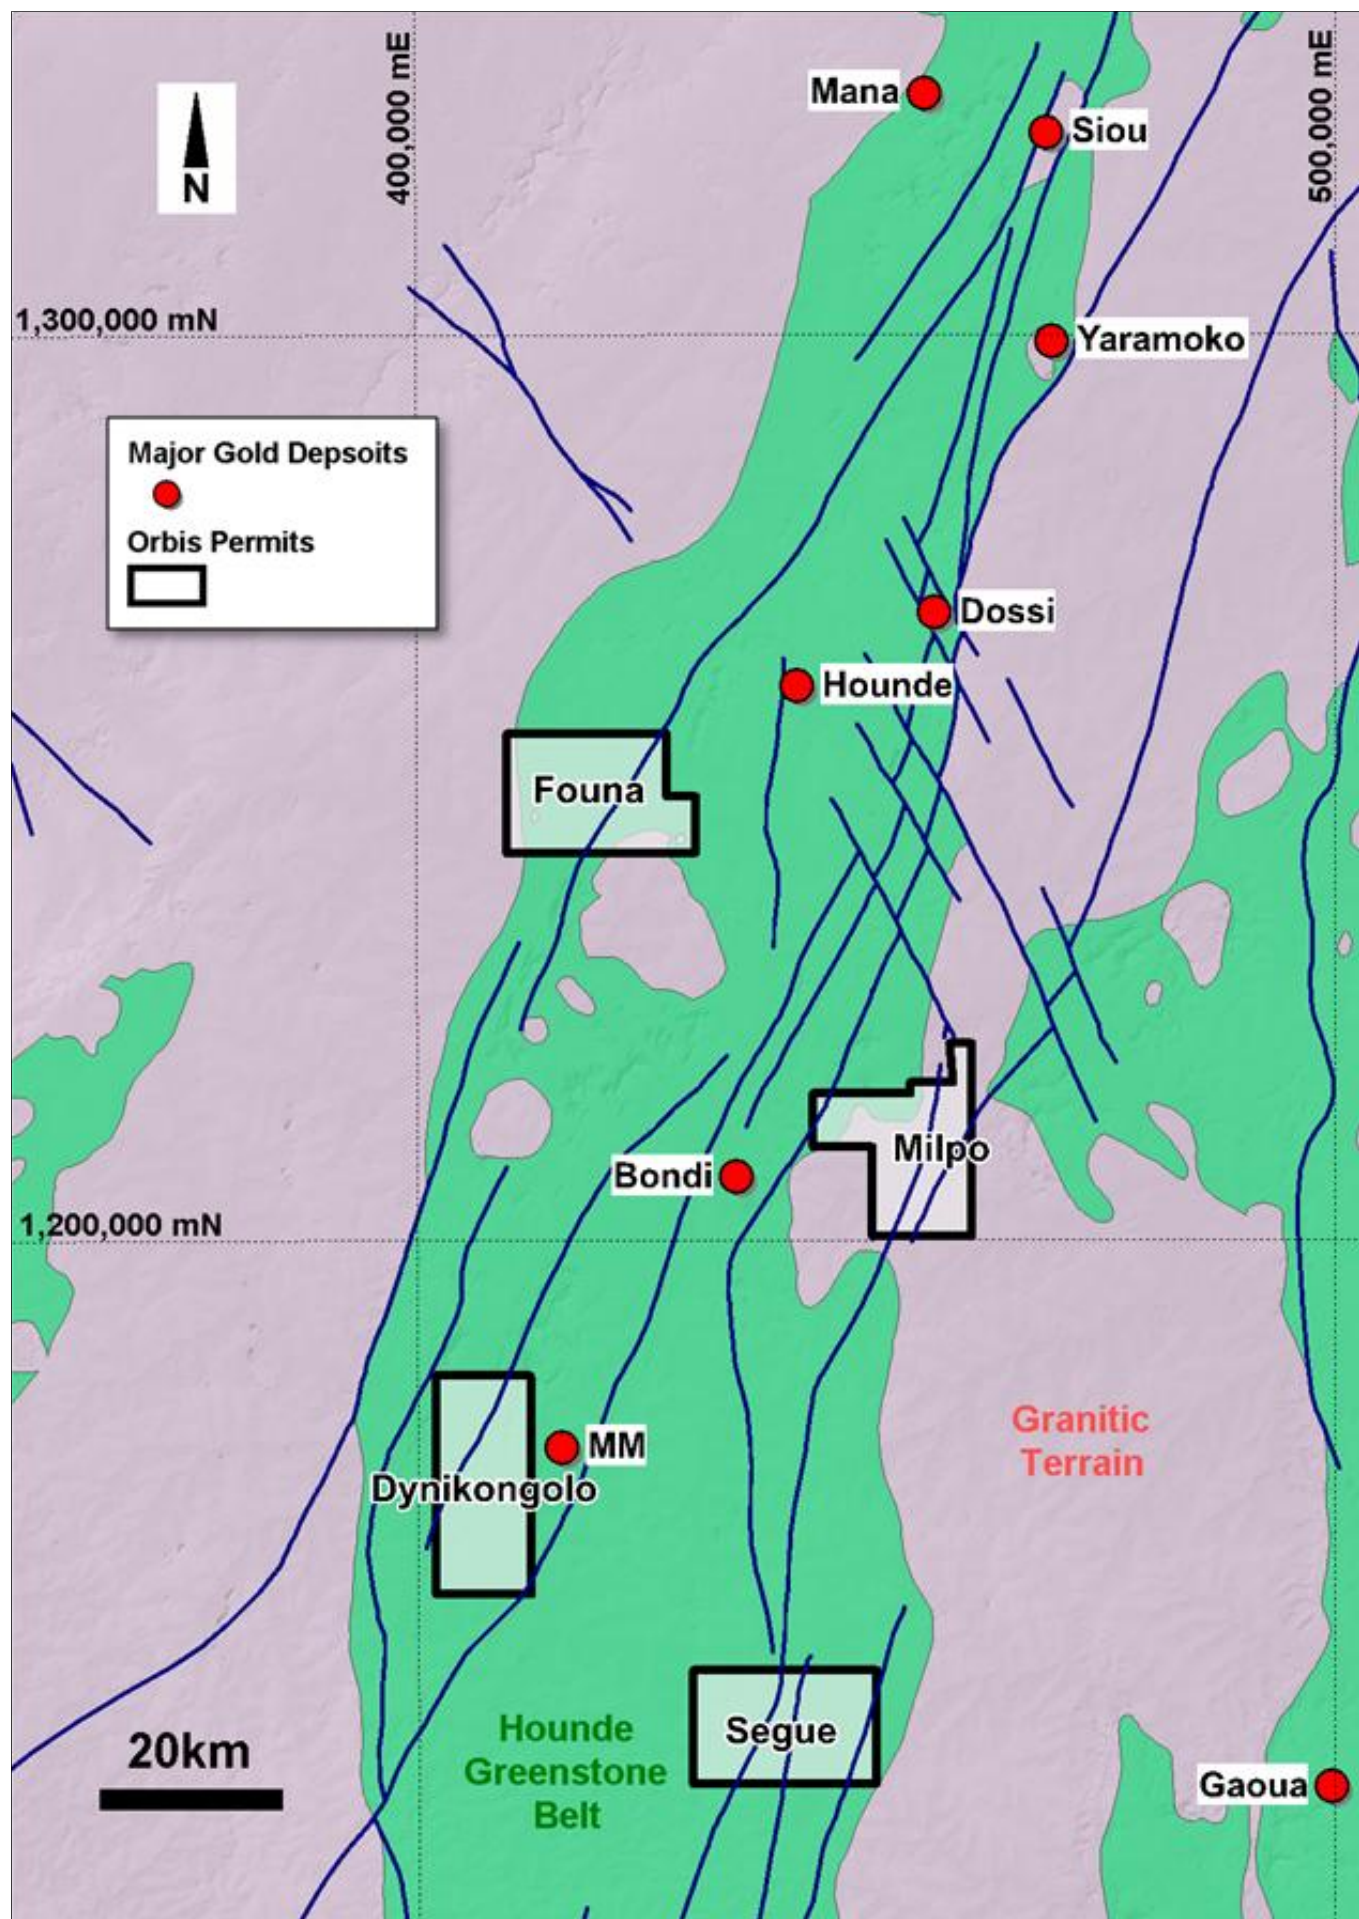 400,000 mE
500,000 mE
Mana
Siou
N
1,300,000 mN
Yaramoko
Major Gold Depsoits
Orbis Permits
Dossi
Hounde
Founa
Milpo
Bondi
1,200,000 mN
Granitic
Terrain
MM
Dynikongolo
Hounde
Greenstone
Belt
Segue
20km
Gaoua